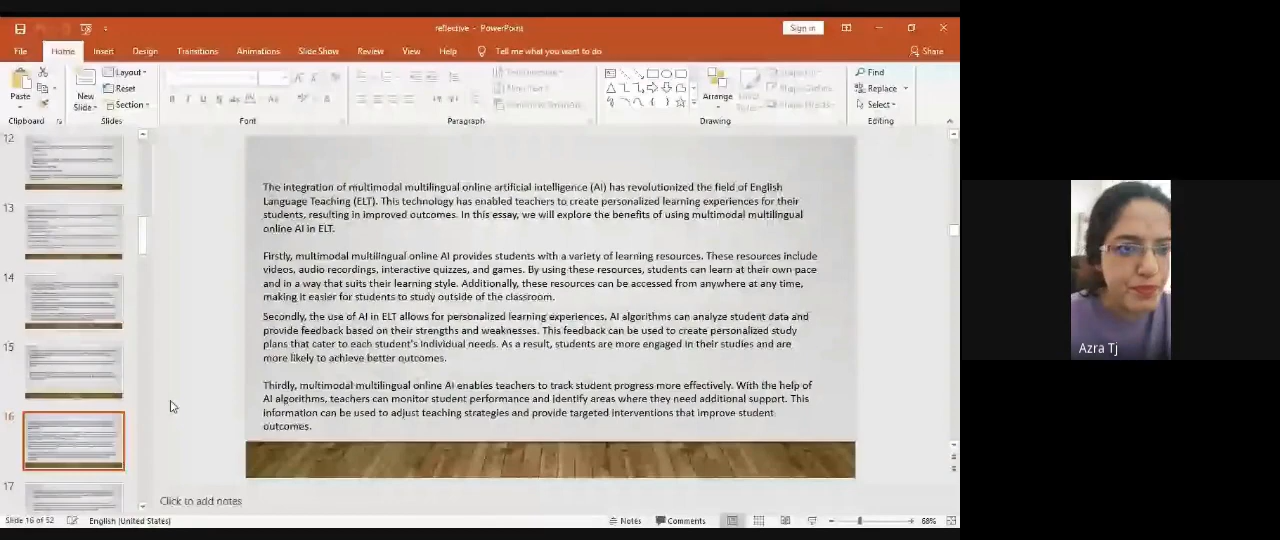 reflective - PowerPoint
Sign in
File Home Insert Design Transitions Animations Slide Show Review View Help Tell me what you want to do
Share
Paste
New Slide
Layout
Reset
Section
Arrange
Find
Replace
Select
Clipboard Slides Font Paragraph Drawing Editing
12
13
14
15
16
17
The integration of multimodal multilingual online artificial intelligence (AI) has revolutionized the field of English
Language Teaching (ELT). This technology has enabled teachers to create personalized learning experiences for their
students, resulting in improved outcomes. In this essay, we will explore the benefits of using multimodal multilingual
online AI in ELT.
Firstly, multimodal multilingual online AI provides students with a variety of learning resources. These resources include
videos, audio recordings, interactive quizzes, and games. By using these resources, students can learn at their own pace
and in a way that suits their learning style. Additionally, these resources can be accessed from anywhere at any time,
making it easier for students to study outside of the classroom.
Secondly, the use of AI in ELT allows for personalized learning experiences. AI algorithms can analyze student data and
provide feedback based on their strengths and weaknesses. This feedback can be used to create personalized study
plans that cater to each student's individual needs. As a result, students are more engaged in their studies and are
more likely to achieve better outcomes.
Thirdly, multimodal multilingual online AI enables teachers to track student progress more effectively. With the help of
AI algorithms, teachers can monitor student performance and identify areas where they need additional support. This
information can be used to adjust teaching strategies and provide targeted interventions that improve student
outcomes.
Click to add notes
Slide 16 of 52 English (United States) Notes Comments 68%
Azra Tj